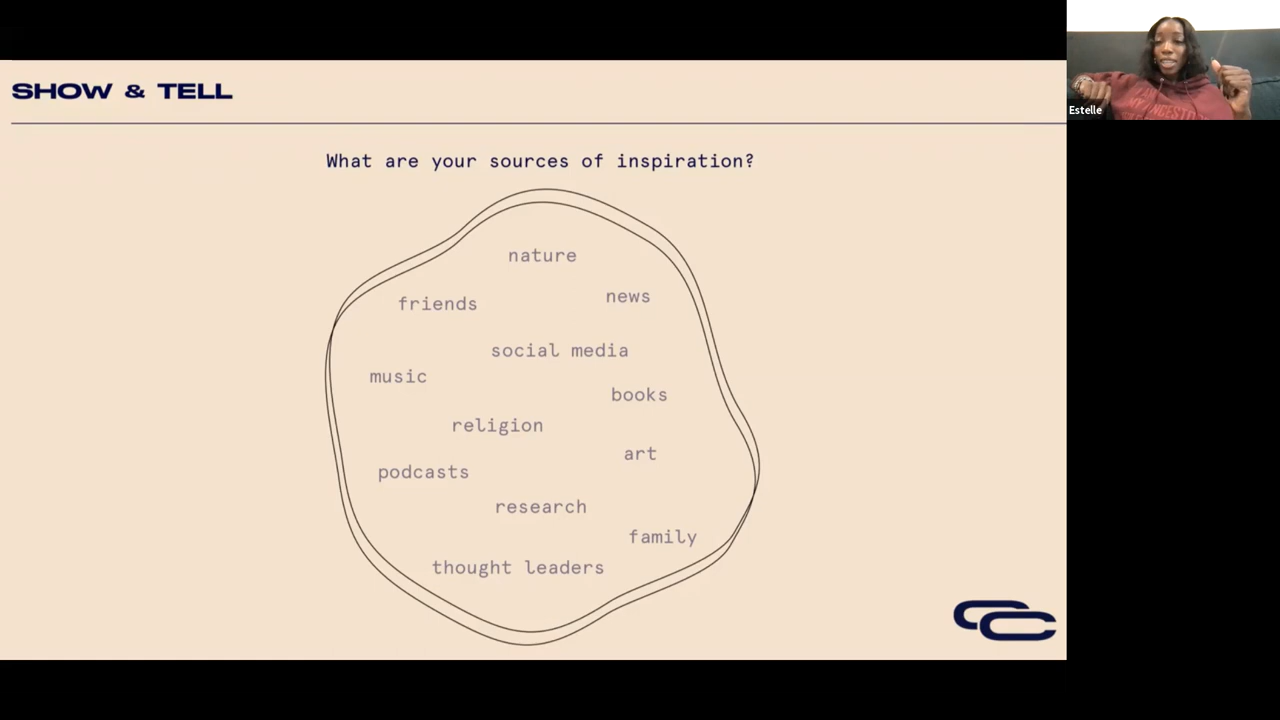 SHOW & TELL
What are your sources of inspiration?
nature
friends
news
social media
music
books
religion
art
podcasts
research
family
thought leaders
Estelle